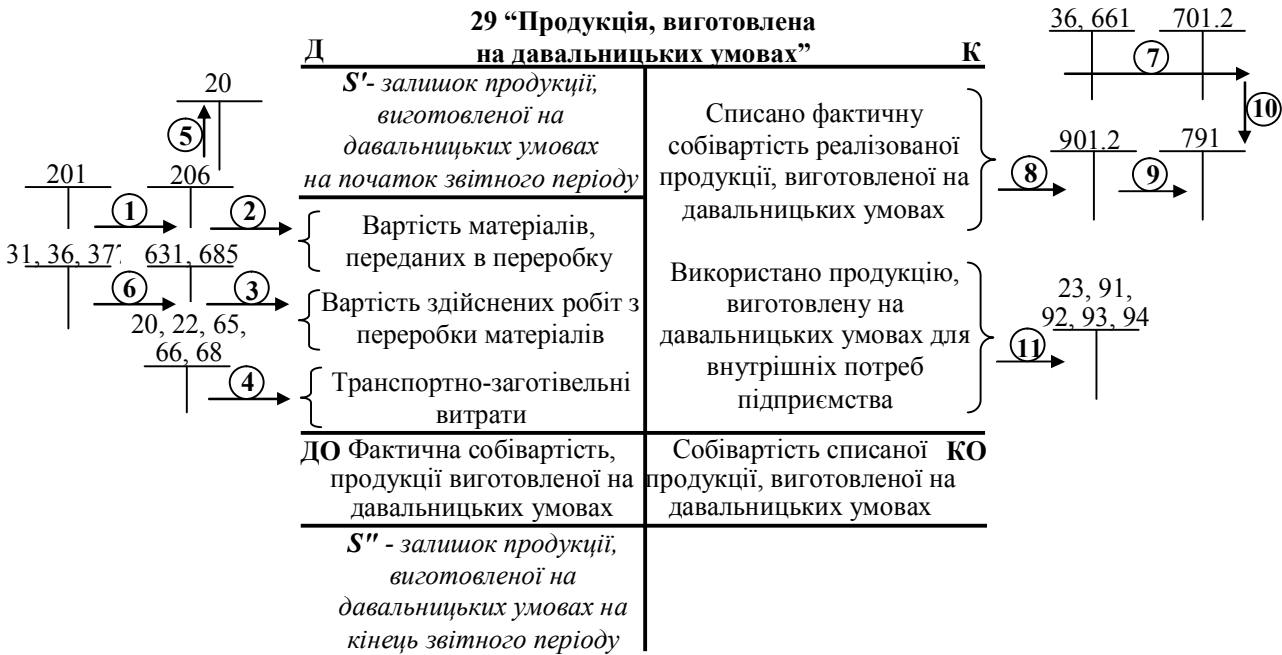 29 “Продукція, виготовлена
на давальницьких умовах”
Д
К
36, 661
701.2
7
10
20
5
201
206
1
2
31, 36, 377
631, 685
6
3
20, 22, 65,
66, 68
4
S'- залишок продукції,
виготовленої на
давальницьких умовах
на початок звітного періоду
Вартість матеріалів,
переданих в переробку
Вартість здійснених робіт з
переробки матеріалів
Транспортно-заготівельні
витрати
Списано фактичну
собівартість реалізованої
продукції, виготовленої на
давальницьких умовах
8
901.2
9
791
Використано продукцію,
виготовлену на
давальницьких умовах для
внутрішніх потреб
підприємства
11
23, 91,
92, 93, 94
ДО Фактична собівартість,
продукції виготовленої на
давальницьких умовах
Собівартість списаної КО
продукції, виготовленої на
давальницьких умовах
S" - залишок продукції,
виготовленої на
давальницьких умовах на
кінець звітного періоду